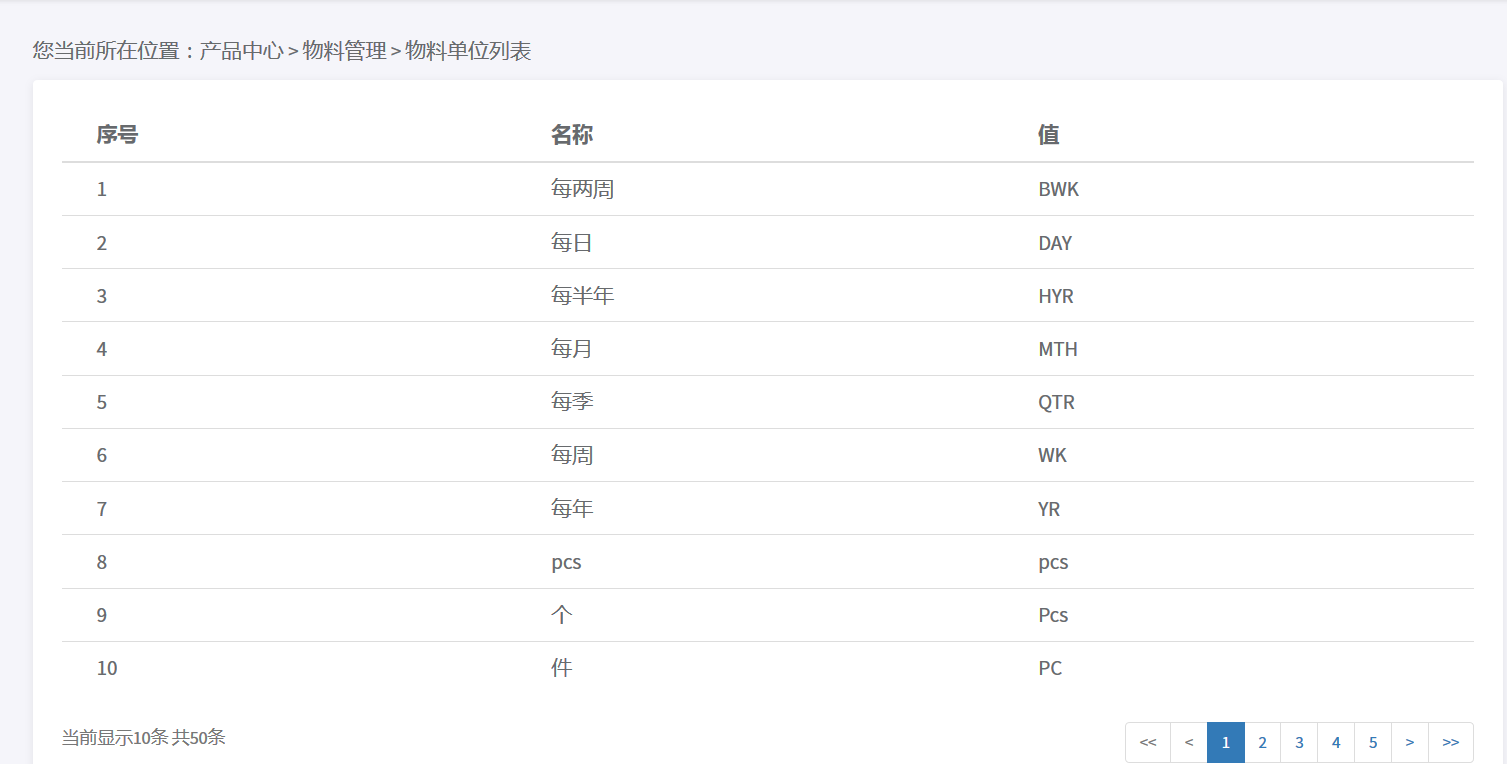 您当前所在位置：产品中心 > 物料管理 > 物料单位列表
序号 名称 值
1 每两周 BWK
2 每日 DAY
3 每半年 HYR
4 每月 MTH
5 每季 QTR
6 每周 WK
7 每年 YR
8 pcs pcs
9 个 Pcs
10 件 PC
当前显示10条 共50条 << < 1 2 3 4 5 > >>